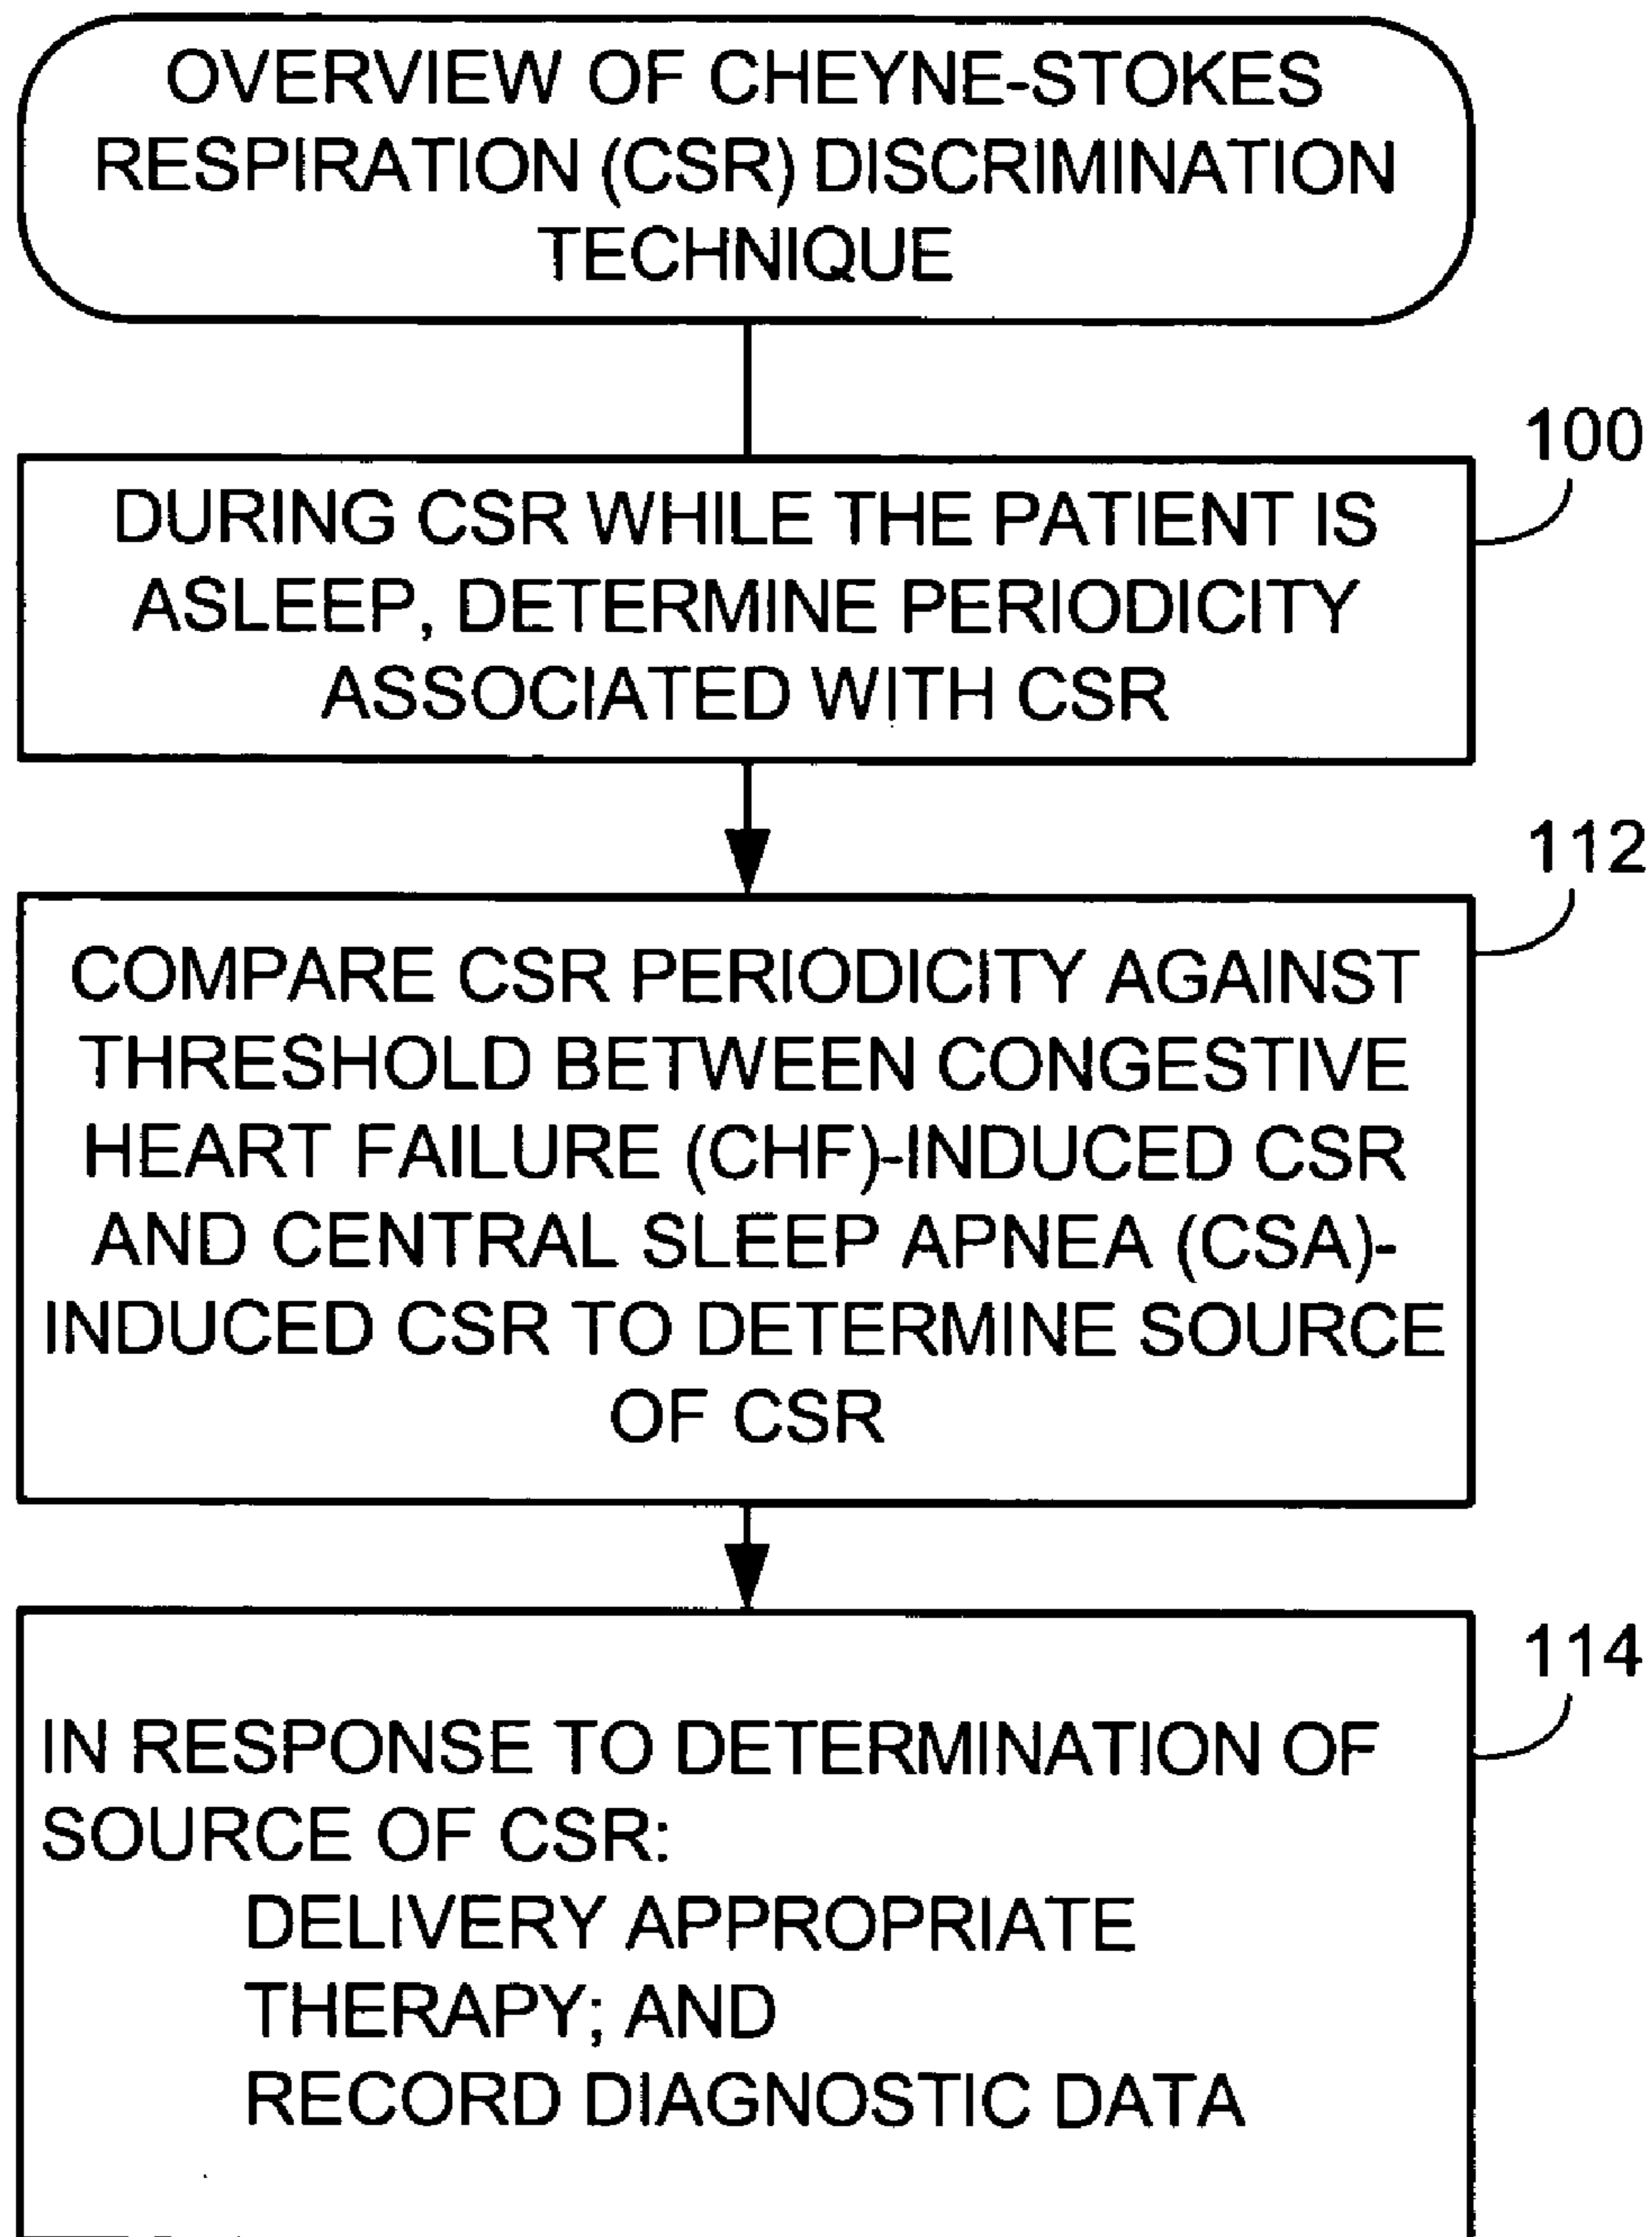 OVERVIEW OF CHEYNE-STOKES
RESPIRATION (CSR) DISCRIMINATION
TECHNIQUE
100
DURING CSR WHILE THE PATIENT IS
ASLEEP, DETERMINE PERIODICITY
ASSOCIATED WITH CSR
112
COMPARE CSR PERIODICITY AGAINST
THRESHOLD BETWEEN CONGESTIVE
HEART FAILURE (CHF)-INDUCED CSR
AND CENTRAL SLEEP APNEA (CSA)-
INDUCED CSR TO DETERMINE SOURCE
OF CSR
114
IN RESPONSE TO DETERMINATION OF
SOURCE OF CSR:
DELIVERY APPROPRIATE
THERAPY; AND
RECORD DIAGNOSTIC DATA